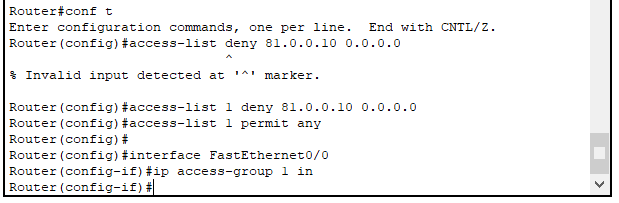 Router#conf t
Enter configuration commands, one per line.  End with CNTL/Z.
Router(config)#access-list deny 81.0.0.10 0.0.0.0
                           ^
% Invalid input detected at '^' marker.

Router(config)#access-list 1 deny 81.0.0.10 0.0.0.0
Router(config)#access-list 1 permit any
Router(config)#
Router(config)#interface FastEthernet0/0
Router(config-if)#ip access-group 1 in
Router(config-if)#